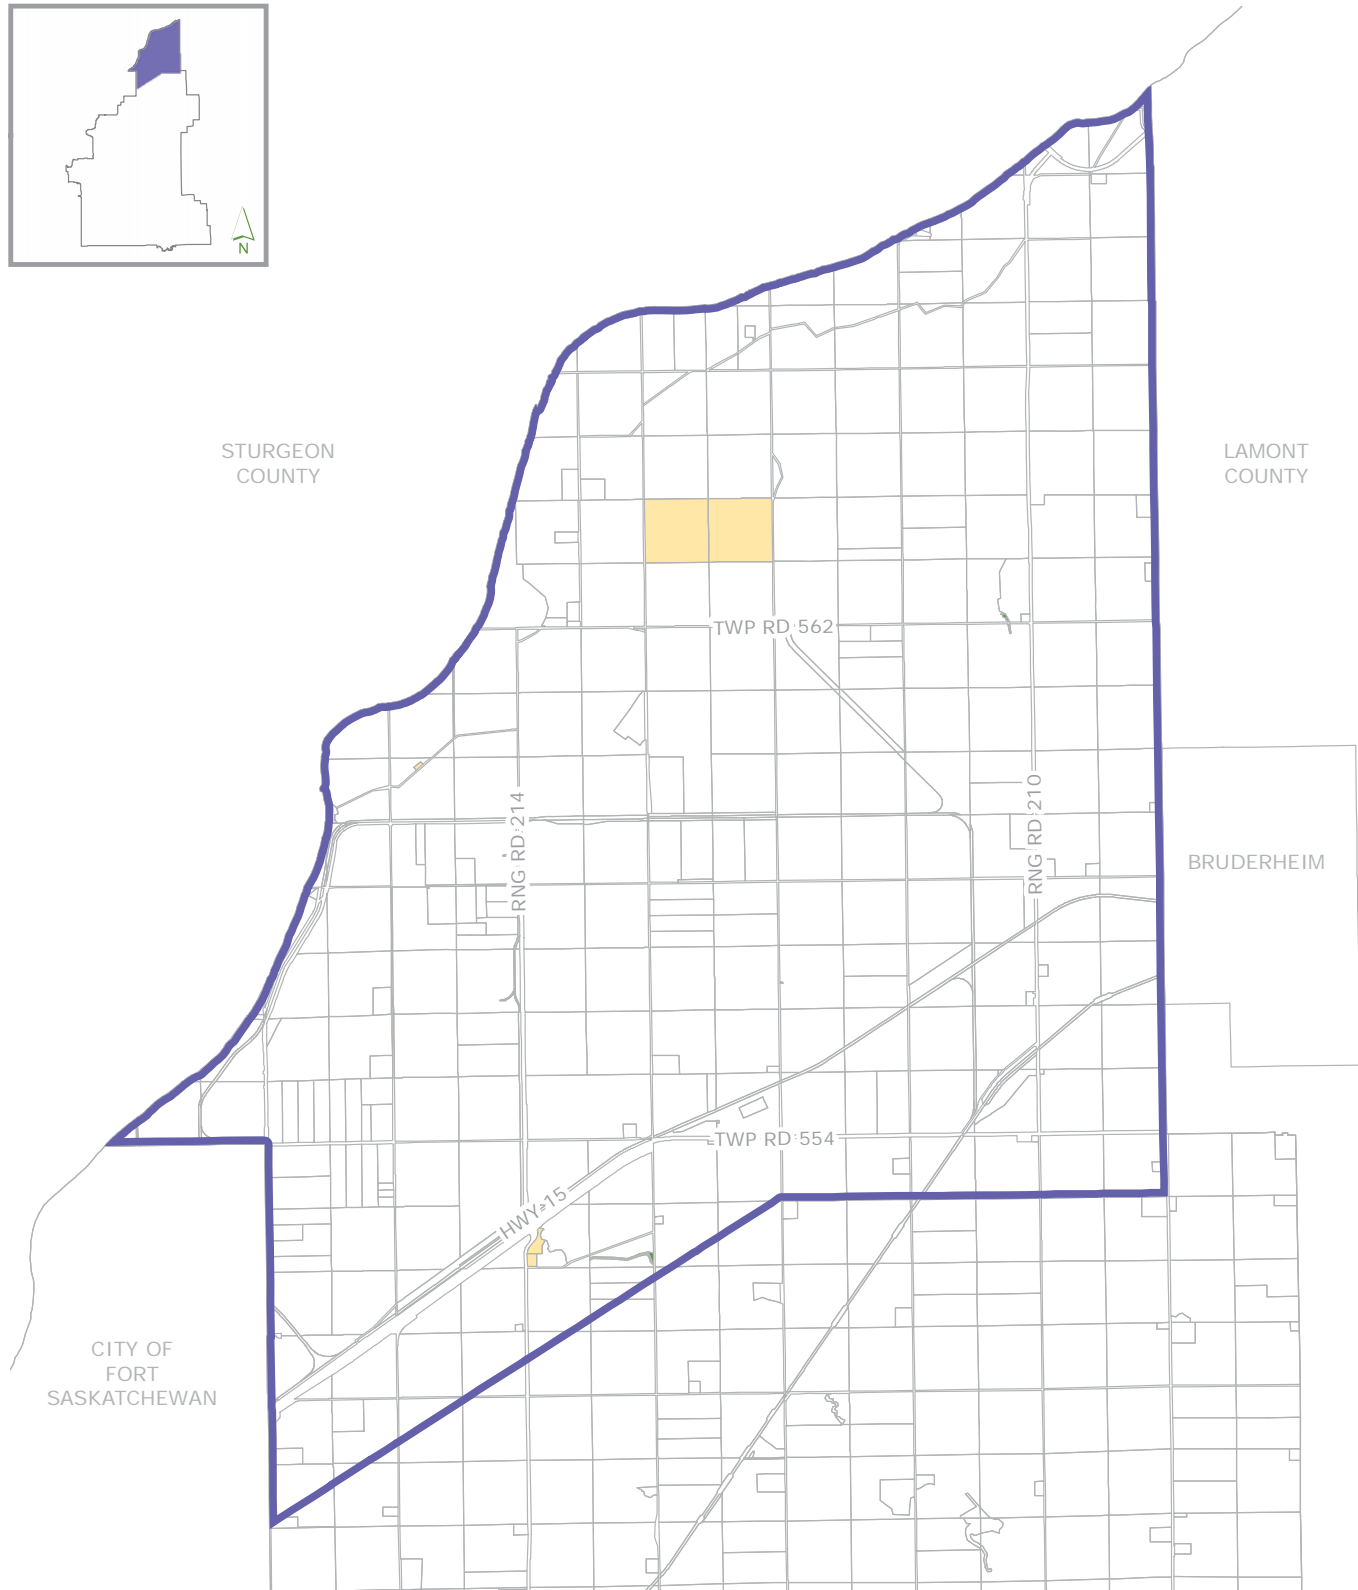 N
STURGEON
COUNTY
LAMONT
COUNTY
TWP RD 562
RNG RD 214
RNG RD 210
BRUDERHEIM
TWP RD 554
HWY 15
CITY OF
FORT
SASKATCHEWAN